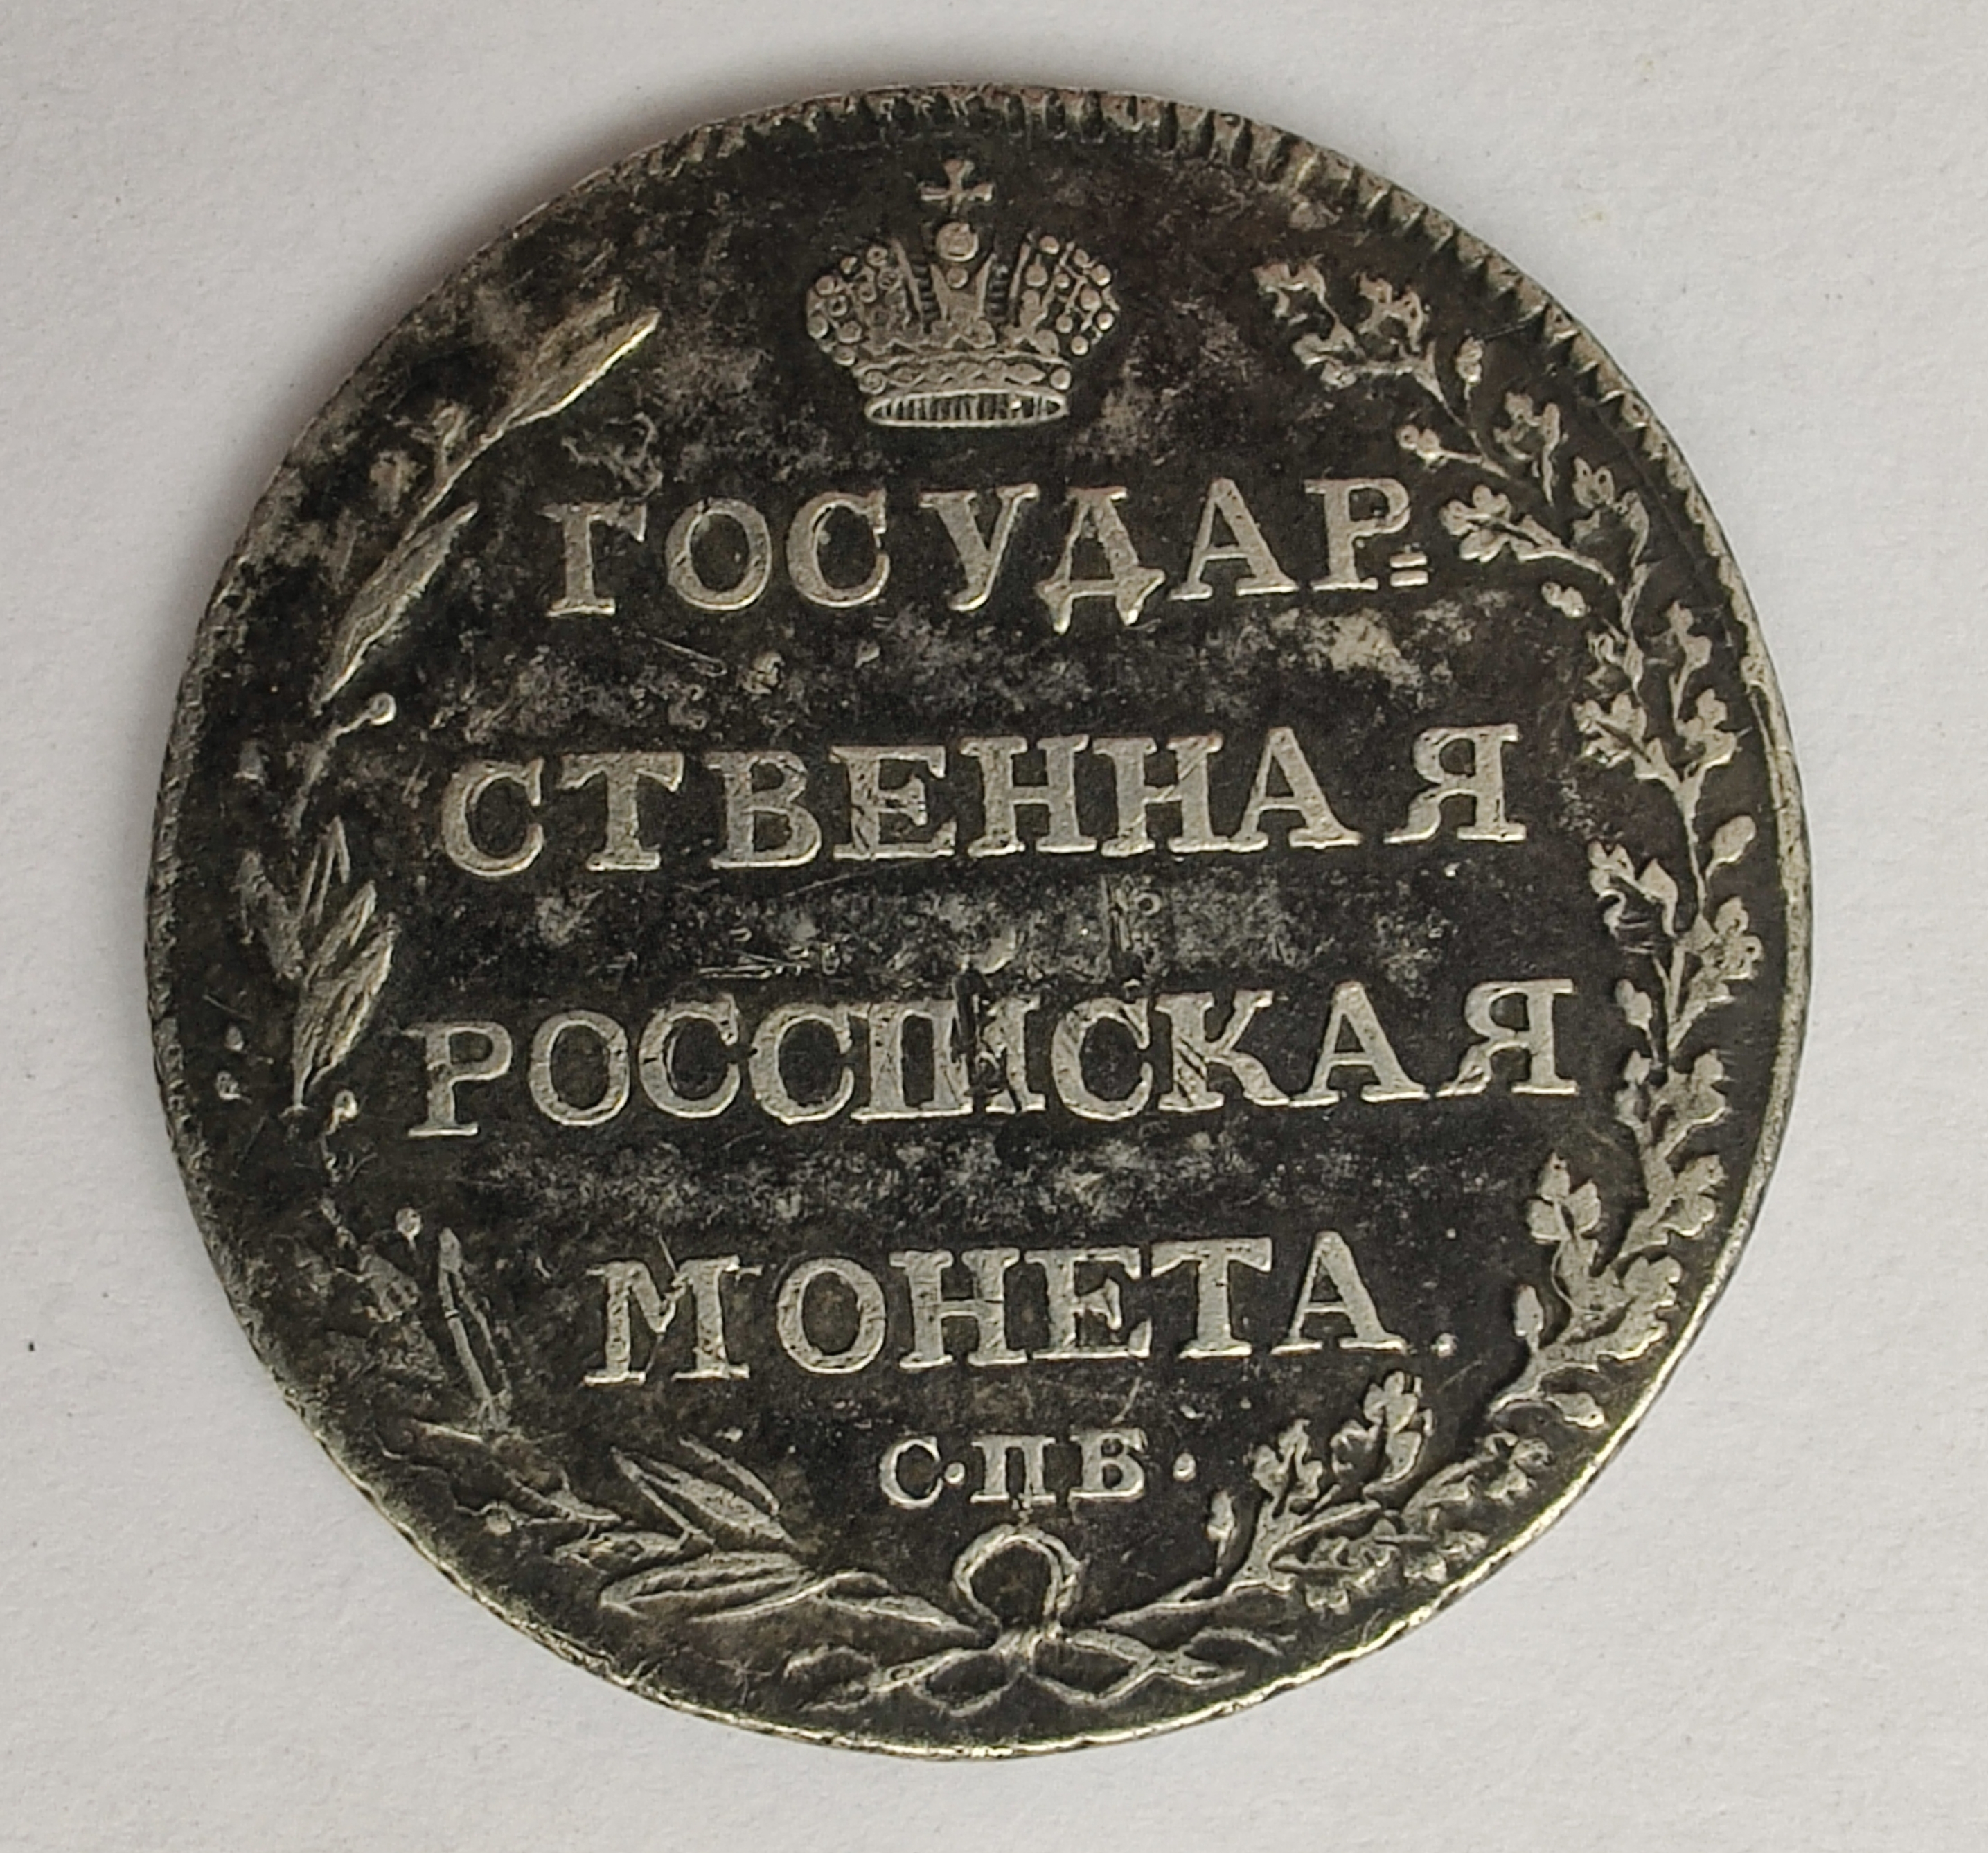 ГОСУДАР=
СТВЕННАЯ
РОССІЙСКАЯ
МОНЕТА.
С·ПБ·